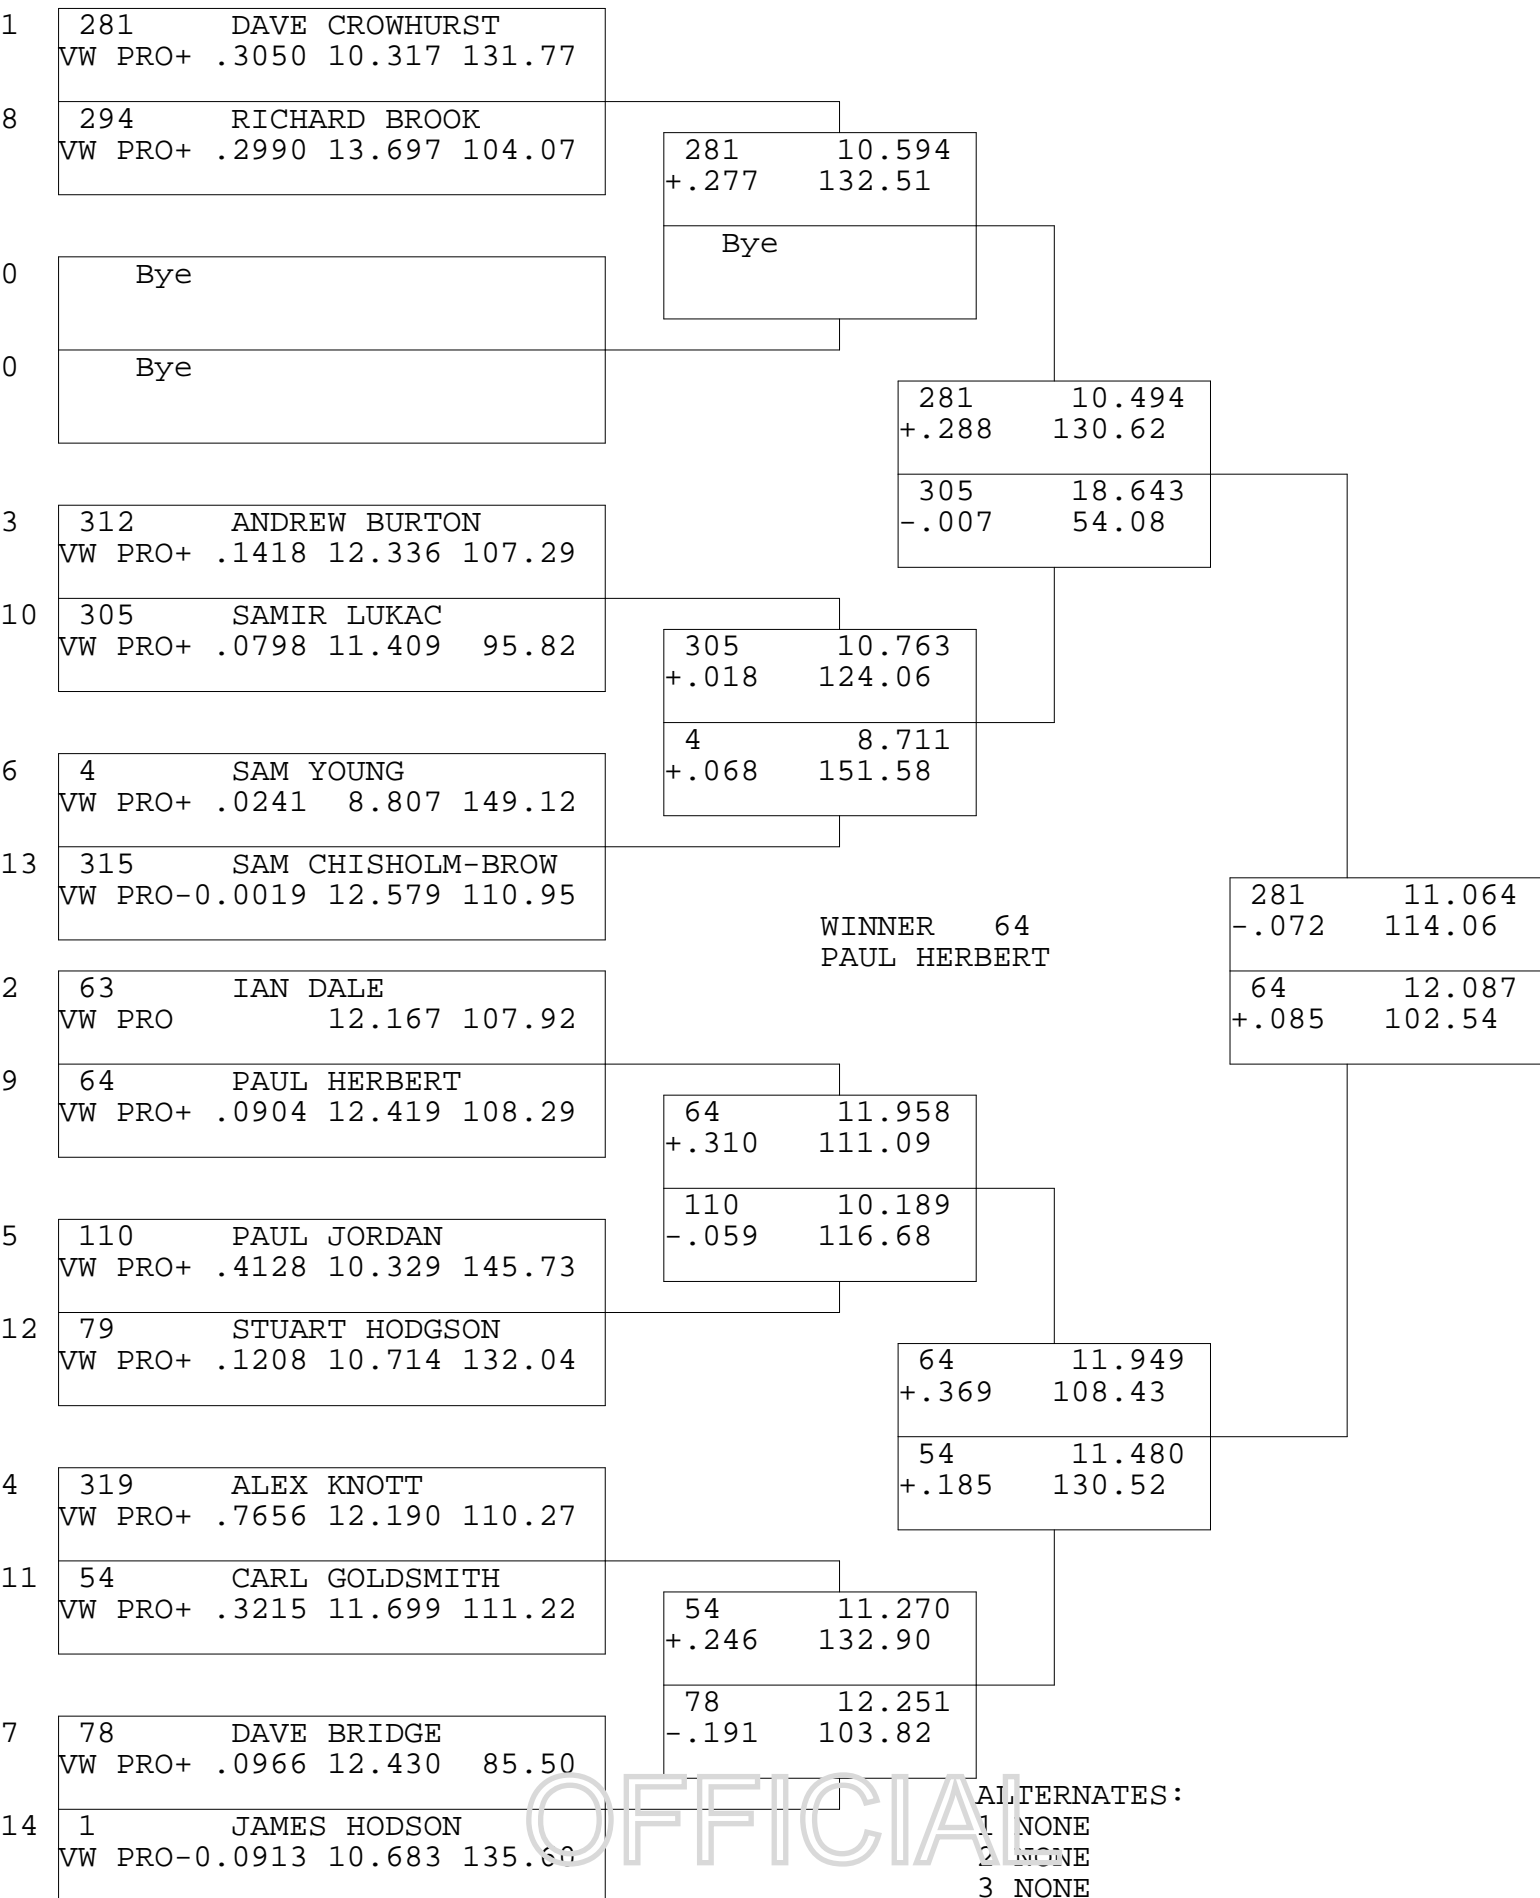 1 281 DAVE CROWHURST
VW PRO+ .3050 10.317 131.77
8 294 RICHARD BROOK
VW PRO+ .2990 13.697 104.07
0 Bye
0 Bye
3 312 ANDREW BURTON
VW PRO+ .1418 12.336 107.29
10 305 SAMIR LUKAC
VW PRO+ .0798 11.409 95.82
6 4 SAM YOUNG
VW PRO+ .0241 8.807 149.12
13 315 SAM CHISHOLM-BROW
VW PRO-0.0019 12.579 110.95
2 63 IAN DALE
VW PRO 12.167 107.92
9 64 PAUL HERBERT
VW PRO+ .0904 12.419 108.29
5 110 PAUL JORDAN
VW PRO+ .4128 10.329 145.73
12 79 STUART HODGSON
VW PRO+ .1208 10.714 132.04
4 319 ALEX KNOTT
VW PRO+ .7656 12.190 110.27
11 54 CARL GOLDSMITH
VW PRO+ .3215 11.699 111.22
7 78 DAVE BRIDGE
VW PRO+ .0966 12.430 85.50
14 1 JAMES HODSON
VW PRO-0.0913 10.683 135.60
281 10.594
+.277 132.51
Bye
305 10.763
+.018 124.06
4 8.711
+.068 151.58
64 11.958
+.310 111.09
110 10.189
-.059 116.68
54 11.270
+.246 132.90
78 12.251
-.191 103.82
281 10.494
+.288 130.62
305 18.643
-.007 54.08
64 11.949
+.369 108.43
54 11.480
+.185 130.52
281 11.064
-.072 114.06
64 12.087
+.085 102.54
WINNER 64
PAUL HERBERT
ALTERNATES:
1 NONE
2 NONE
3 NONE
OFFICIAL